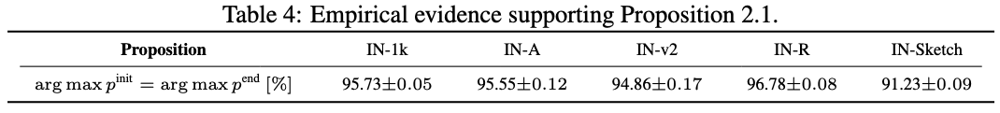 Table 4: Empirical evidence supporting Proposition 2.1.
Proposition IN-1k IN-A IN-v2 IN-R IN-Sketch
arg max p^init = arg max p^end [%] 95.73±0.05 95.55±0.12 94.86±0.17 96.78±0.08 91.23±0.09